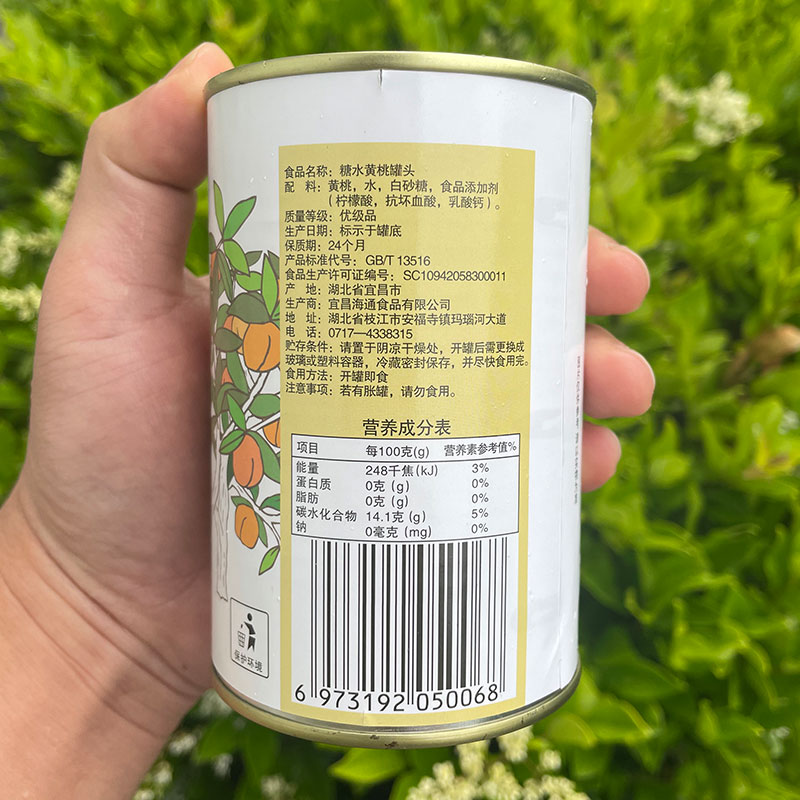 食品名称：糖水黄桃罐头
配　料：黄桃，水，白砂糖，食品添加剂
（柠檬酸，抗坏血酸，乳酸钙）。
质量等级：优级品
生产日期：标示于罐底
保质期：24个月
产品标准代号：GB/T 13516
食品生产许可证编号：SC10942058300011
产　地：湖北省宜昌市
生产商：宜昌海通食品有限公司
地　址：湖北省枝江市安福寺镇玛瑙河大道
电　话：0717—4338315
贮存条件：请置于阴凉干燥处，开罐后需更换成
玻璃或塑料容器，冷藏密封保存，并尽快食用完。
食用方法：开罐即食
注意事项：若有胀罐，请勿食用。
营养成分表
项目 每100克(g) 营养素参考值%
能量 248千焦(kJ) 3%
蛋白质 0克 (g) 0%
脂肪 0克 (g) 0%
碳水化合物 14.1克 (g) 5%
钠 0毫克 (mg) 0%
6 973192 050068
保护环境